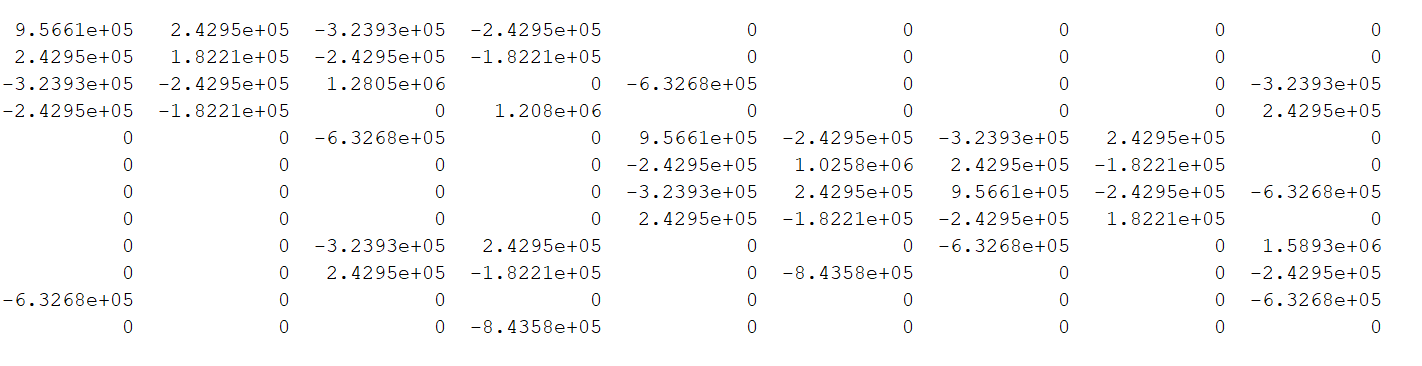 9.5661e+05 2.4295e+05 -3.2393e+05 -2.4295e+05 0 0 0 0 0
2.4295e+05 1.8221e+05 -2.4295e+05 -1.8221e+05 0 0 0 0 0
-3.2393e+05 -2.4295e+05 1.2805e+06 0 -6.3268e+05 0 0 0 -3.2393e+05
-2.4295e+05 -1.8221e+05 0 1.208e+06 0 0 0 0 2.4295e+05
0 0 -6.3268e+05 0 9.5661e+05 -2.4295e+05 -3.2393e+05 2.4295e+05 0
0 0 0 0 -2.4295e+05 1.0258e+06 2.4295e+05 -1.8221e+05 0
0 0 0 0 -3.2393e+05 2.4295e+05 9.5661e+05 -2.4295e+05 -6.3268e+05
0 0 0 0 2.4295e+05 -1.8221e+05 -2.4295e+05 1.8221e+05 0
0 0 -3.2393e+05 2.4295e+05 0 0 -6.3268e+05 0 1.5893e+06
0 0 2.4295e+05 -1.8221e+05 0 -8.4358e+05 0 0 -2.4295e+05
-6.3268e+05 0 0 0 0 0 0 0 -6.3268e+05
0 0 0 -8.4358e+05 0 0 0 0 0